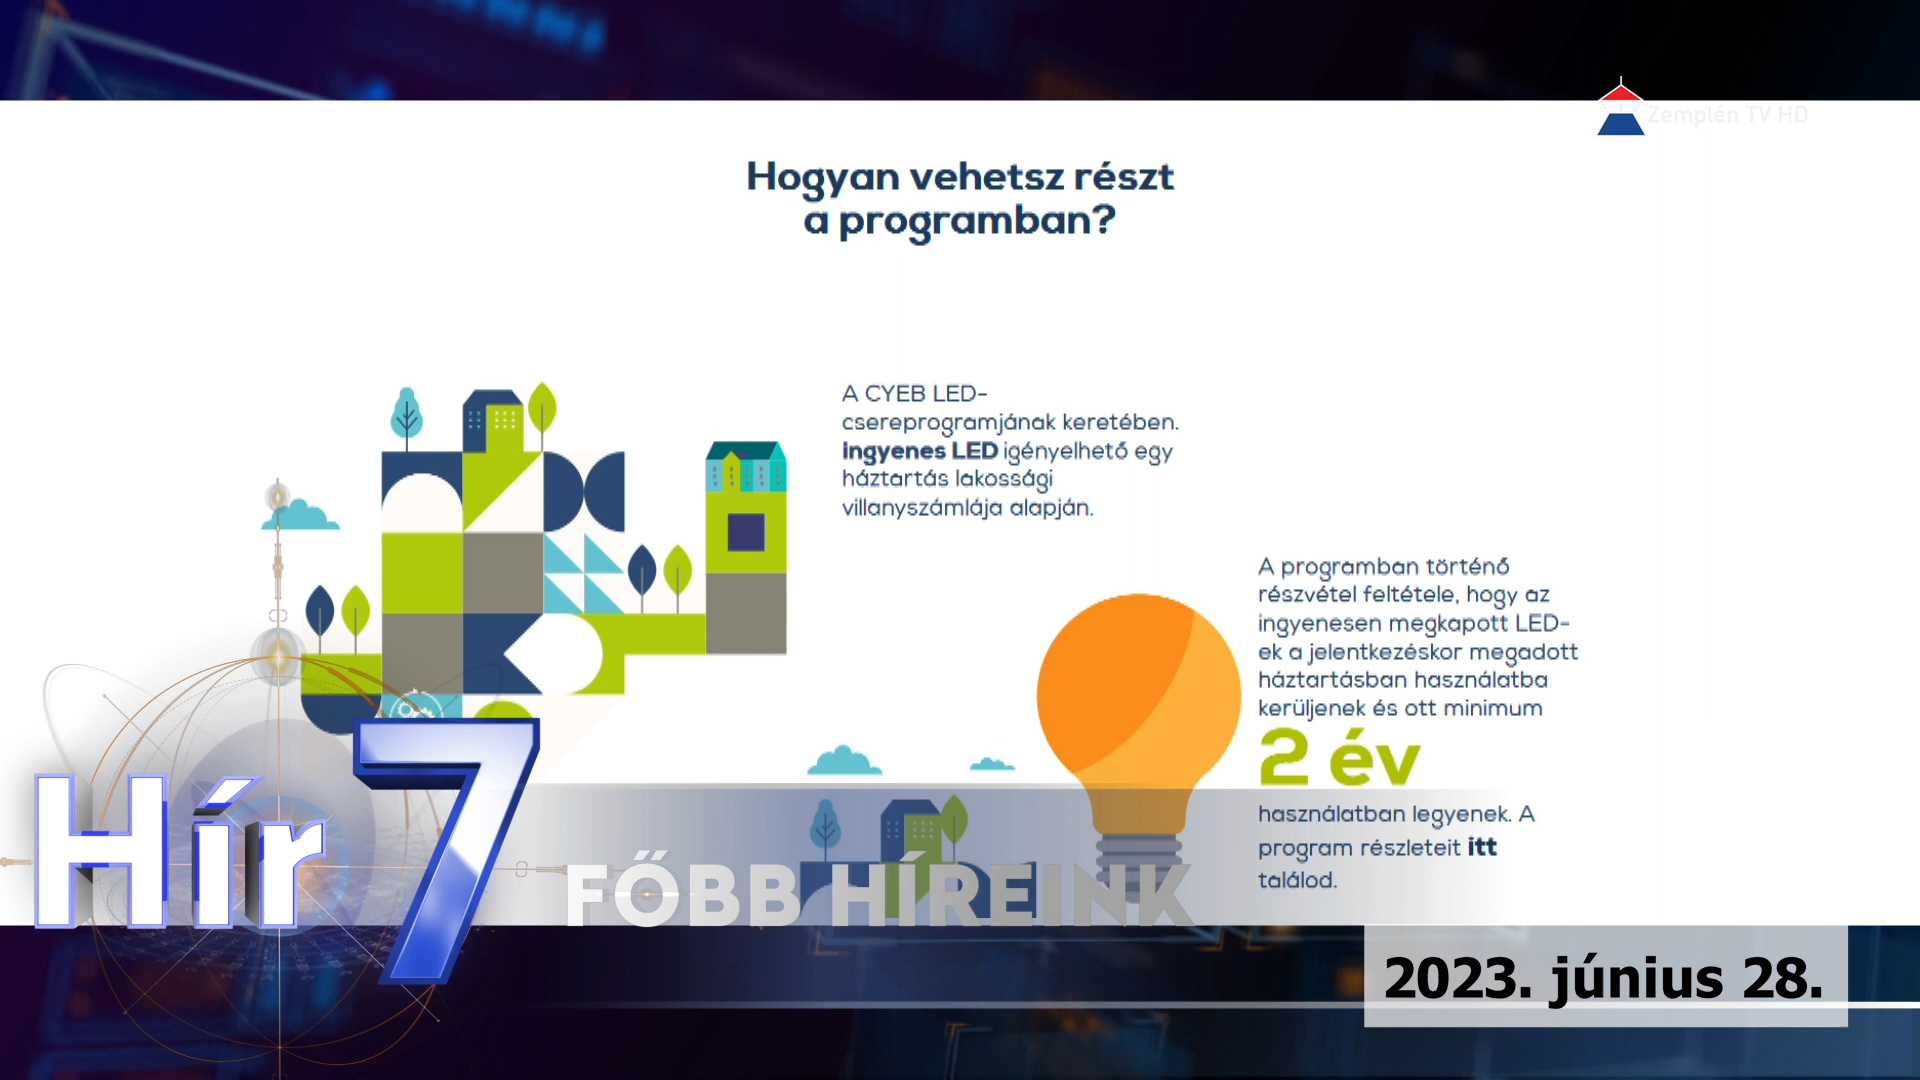 Zemplén TV HD
Hogyan vehetsz részt
a programban?
A CYEB LED-
csereprogramjának keretében.
ingyenes LED igényelhető egy
háztartás lakossági
villanyszámlája alapján.
A programban történő
részvétel feltétele, hogy az
ingyenesen megkapott LED-
ek a jelentkezéskor megadott
háztartásban használatba
kerüljenek és ott minimum
2 év
használatban legyenek. A
program részleteit itt
találod.
Hír 7
FŐBB HÍREINK
2023. június 28.